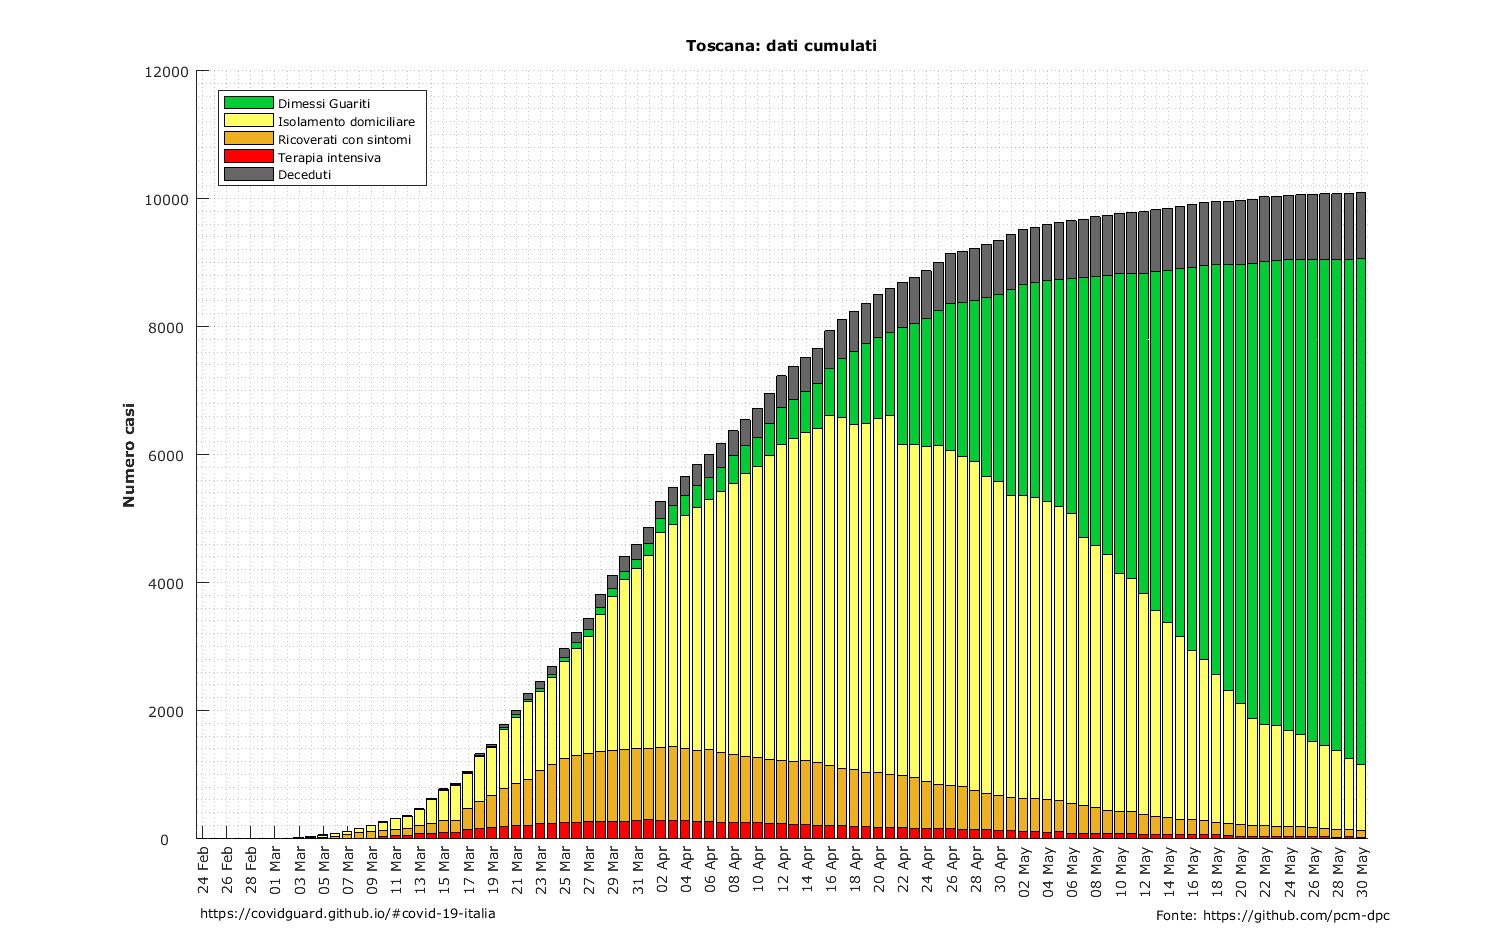 Toscana: dati cumulati
12000
10000
8000
6000
4000
2000
0
Numero casi
Dimessi Guariti
Isolamento domiciliare
Ricoverati con sintomi
Terapia intensiva
Deceduti
24 Feb
26 Feb
28 Feb
01 Mar
03 Mar
05 Mar
07 Mar
09 Mar
11 Mar
13 Mar
15 Mar
17 Mar
19 Mar
21 Mar
23 Mar
25 Mar
27 Mar
29 Mar
31 Mar
02 Apr
04 Apr
06 Apr
08 Apr
10 Apr
12 Apr
14 Apr
16 Apr
18 Apr
20 Apr
22 Apr
24 Apr
26 Apr
28 Apr
30 Apr
02 May
04 May
06 May
08 May
10 May
12 May
14 May
16 May
18 May
20 May
22 May
24 May
26 May
28 May
30 May
https://covidguard.github.io/#covid-19-italia
Fonte: https://github.com/pcm-dpc